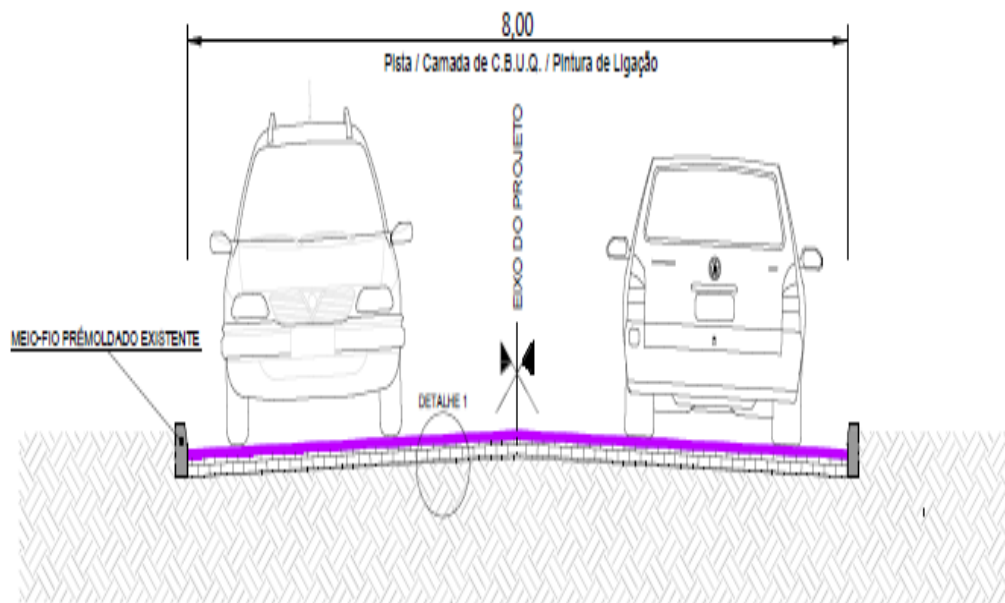 8,00
Pista / Camada de C.B.U.Q. / Pintura de Ligação
EIXO DO PROJETO
MEIO-FIO PRÉMOLDADO EXISTENTE
DETALHE 1